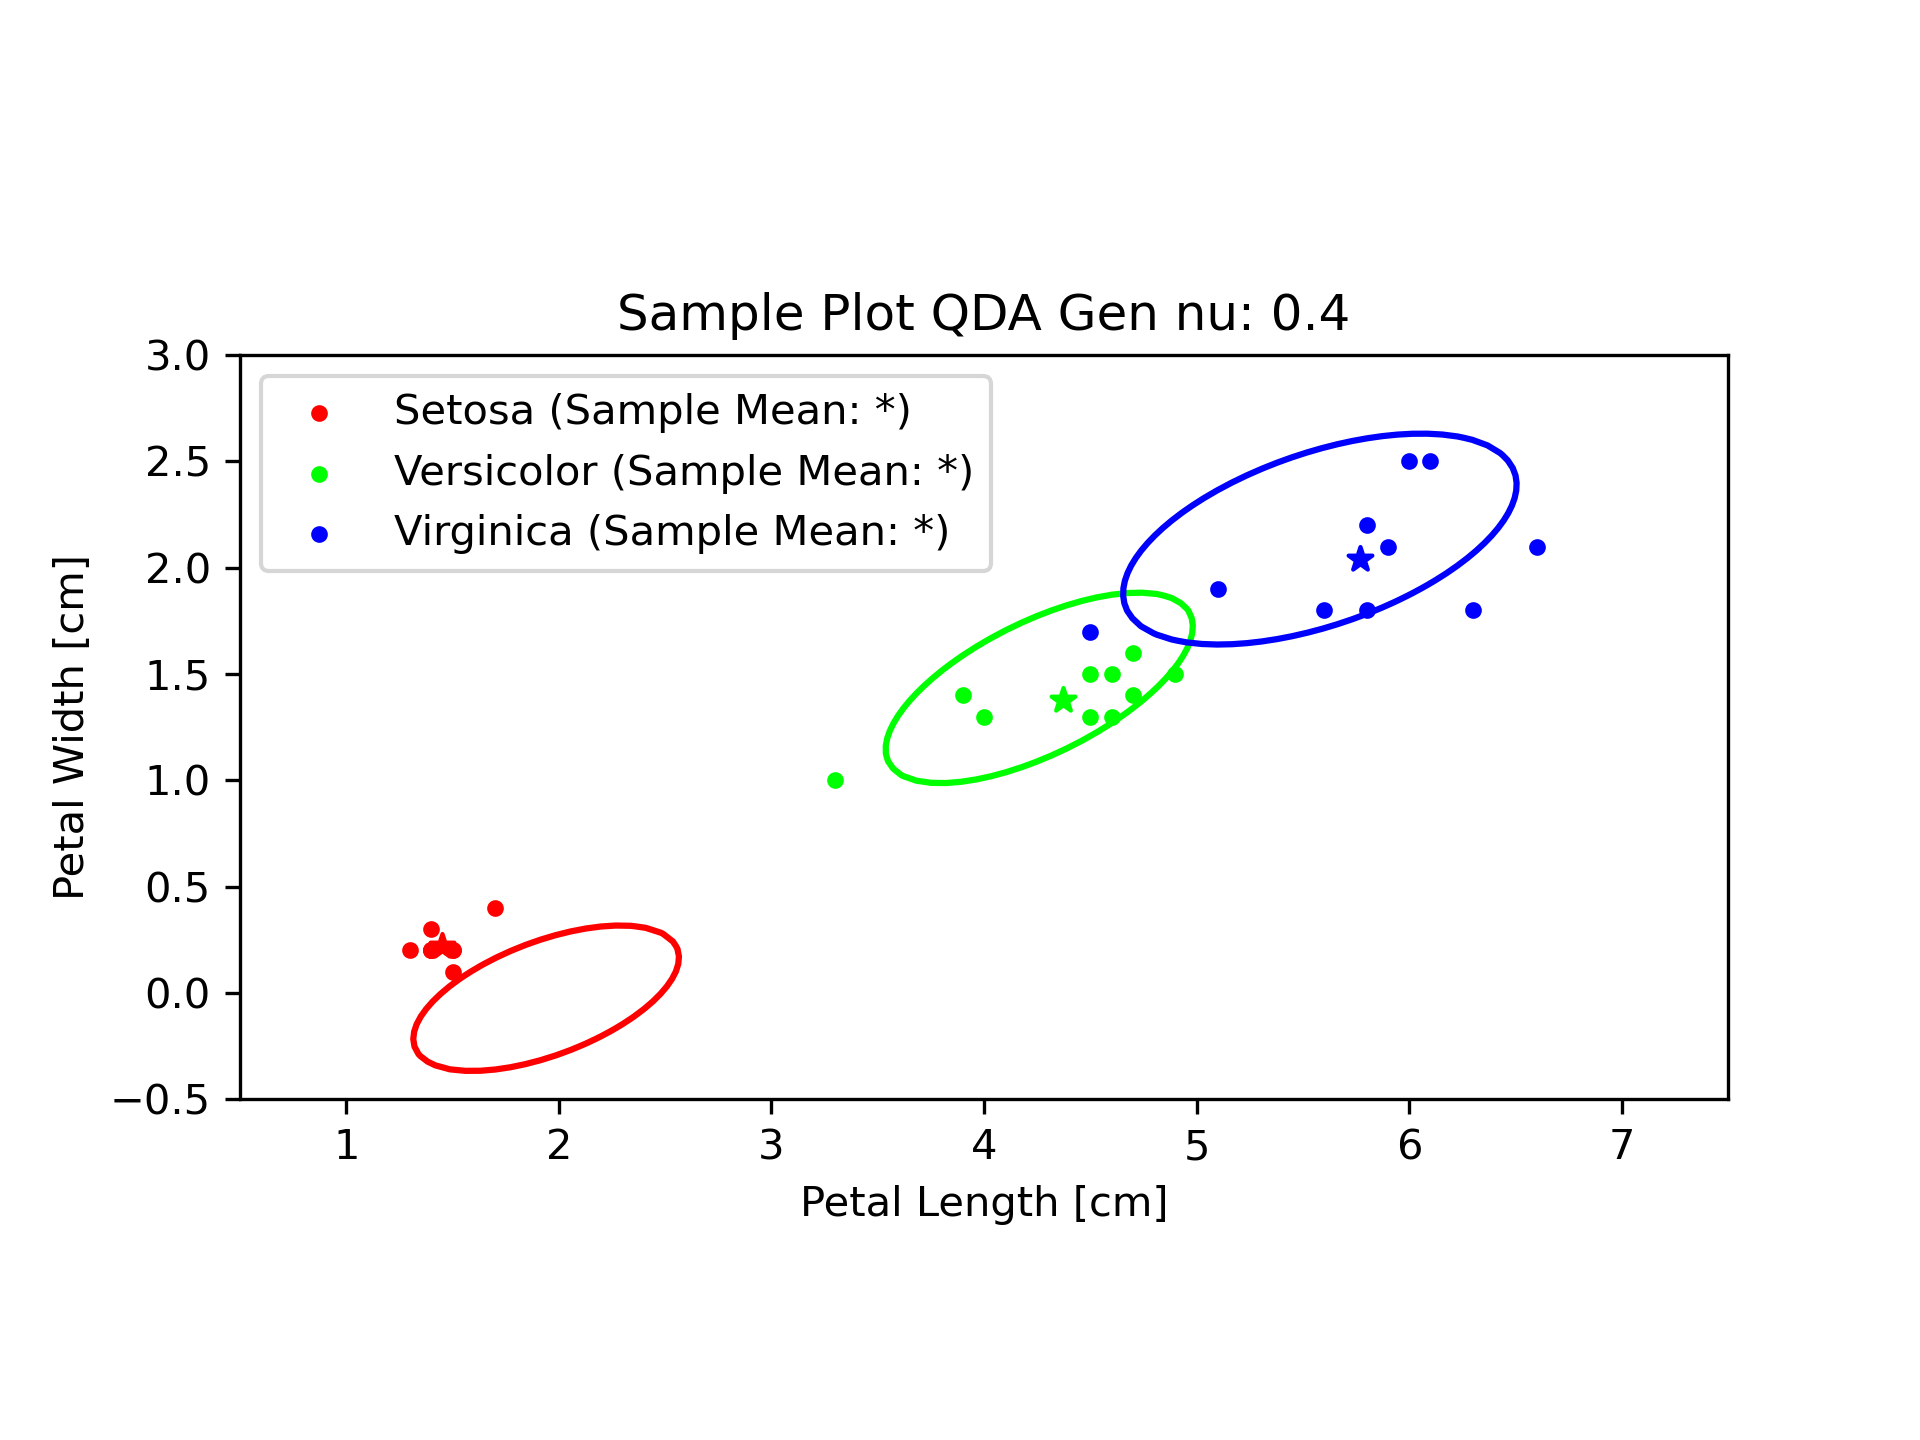 Sample Plot QDA Gen nu: 0.4
3.0
2.5
2.0
1.5
1.0
0.5
0.0
−0.5
Petal Width [cm]
Setosa (Sample Mean: *)
Versicolor (Sample Mean: *)
Virginica (Sample Mean: *)
1 2 3 4 5 6 7
Petal Length [cm]